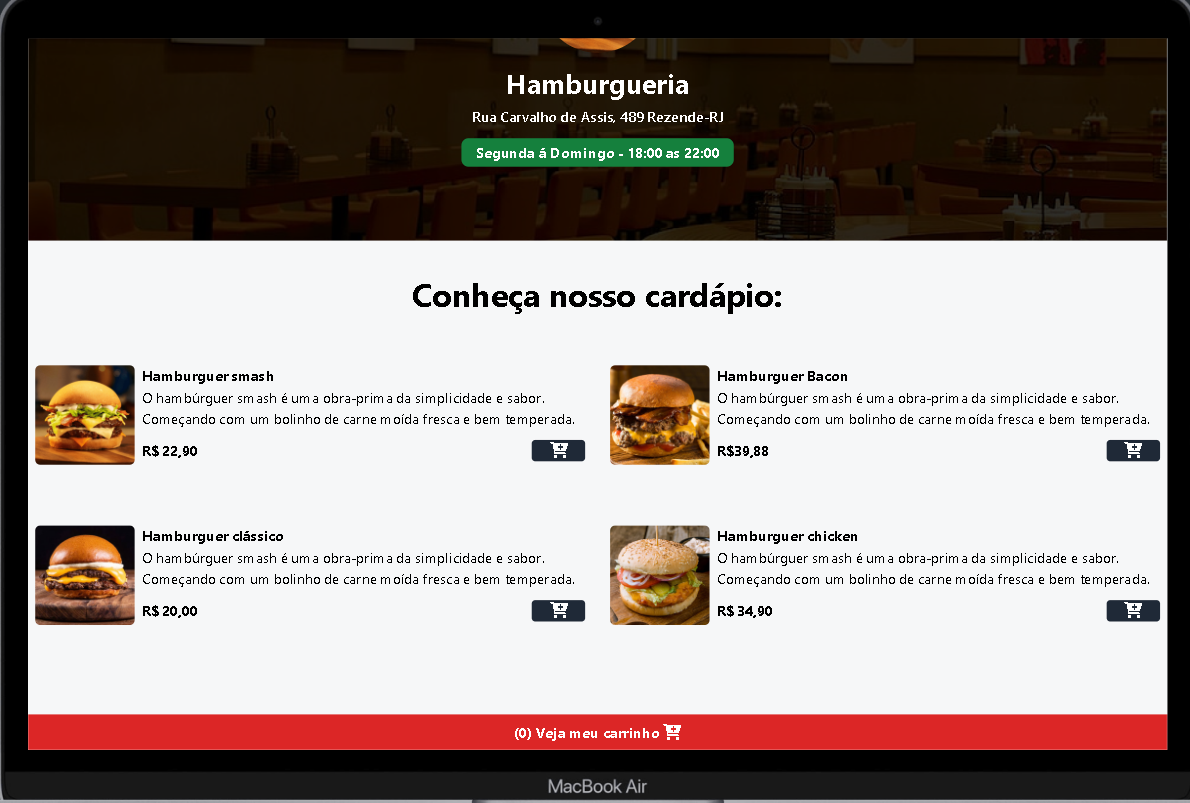 Hamburgueria
Rua Carvalho de Assis, 489 Rezende-RJ
Segunda á Domingo - 18:00 as 22:00
Conheça nosso cardápio:
Hamburguer smash
O hambúrguer smash é uma obra-prima da simplicidade e sabor.
Começando com um bolinho de carne moída fresca e bem temperada.
R$ 22,90
Hamburguer Bacon
O hambúrguer smash é uma obra-prima da simplicidade e sabor.
Começando com um bolinho de carne moída fresca e bem temperada.
R$39,88
Hamburguer clássico
O hambúrguer smash é uma obra-prima da simplicidade e sabor.
Começando com um bolinho de carne moída fresca e bem temperada.
R$ 20,00
Hamburguer chicken
O hambúrguer smash é uma obra-prima da simplicidade e sabor.
Começando com um bolinho de carne moída fresca e bem temperada.
R$ 34,90
(0) Veja meu carrinho
MacBook Air